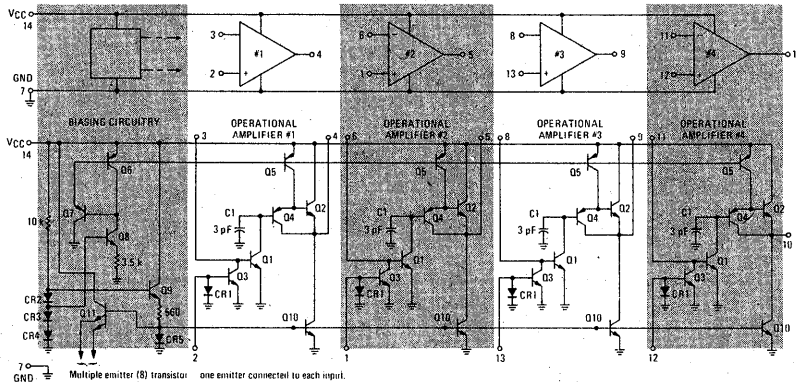 VCC
14
3
2
#1
4
6
1
#2
5
8
13
#3
9
11
12
#4
GND
7
BIASING CIRCUITRY
OPERATIONAL
AMPLIFIER #1
OPERATIONAL
AMPLIFIER #2
OPERATIONAL
AMPLIFIER #3
OPERATIONAL
AMPLIFIER #4
VCC
14
3
4
6
5
8
9
11
Q6
Q5
Q5
Q5
Q5
Q7
Q8
10 k
3.5 k
C1
3 pF
Q4
Q2
C1
3 pF
Q4
Q2
C1
3 pF
Q4
Q2
C1
3 pF
Q4
Q2
10
Q1
Q3
Q1
Q3
Q1
Q3
Q1
Q3
CR2
CR3
CR4
Q11
Q9
560
CR5
CR1
Q10
CR1
Q10
CR1
Q10
CR1
Q10
2
1
13
12
7
GND
Multiple emitter (8) transistor one emitter connected to each input.